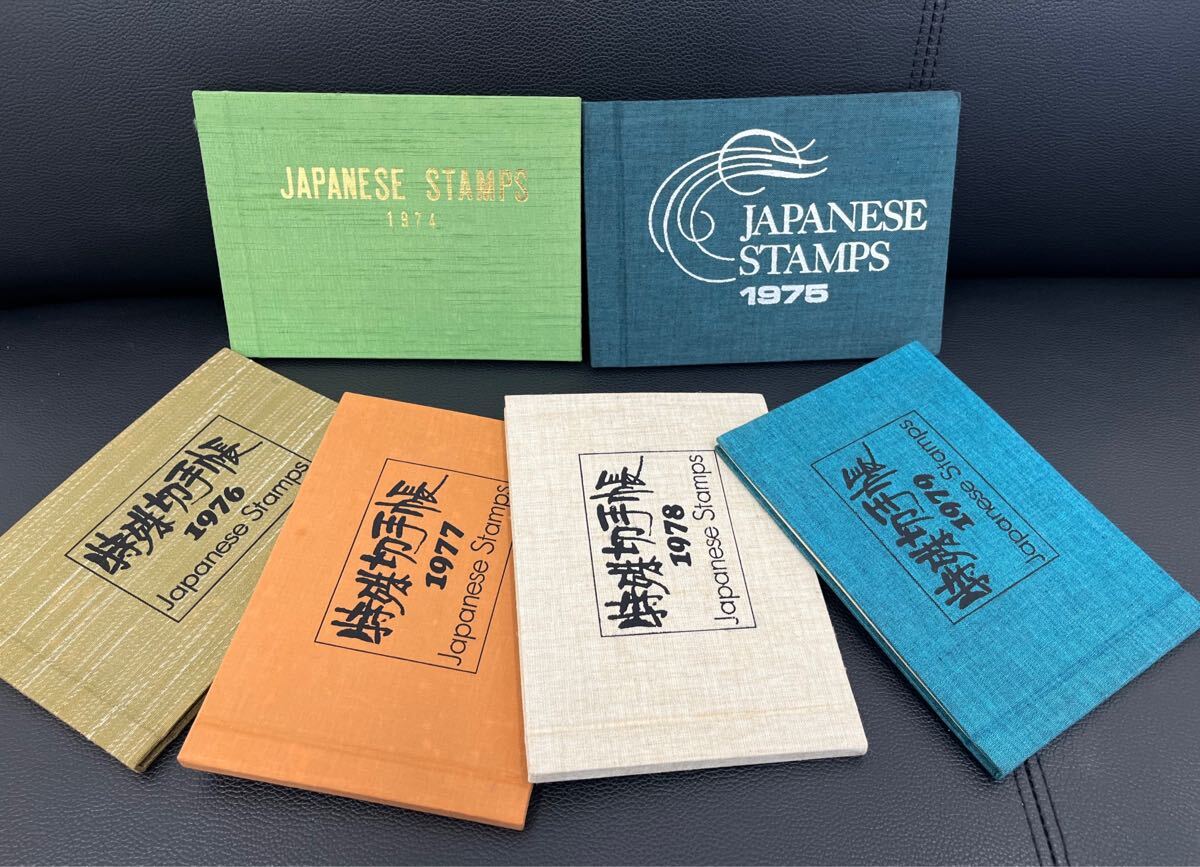 JAPANESE STAMPS
1974
JAPANESE
STAMPS
1975
特殊切手帳
1976
Japanese Stamps
特殊切手帳
1977
Japanese Stamps
特殊切手帳
1978
Japanese Stamps
特殊切手帳
1979
Japanese Stamps